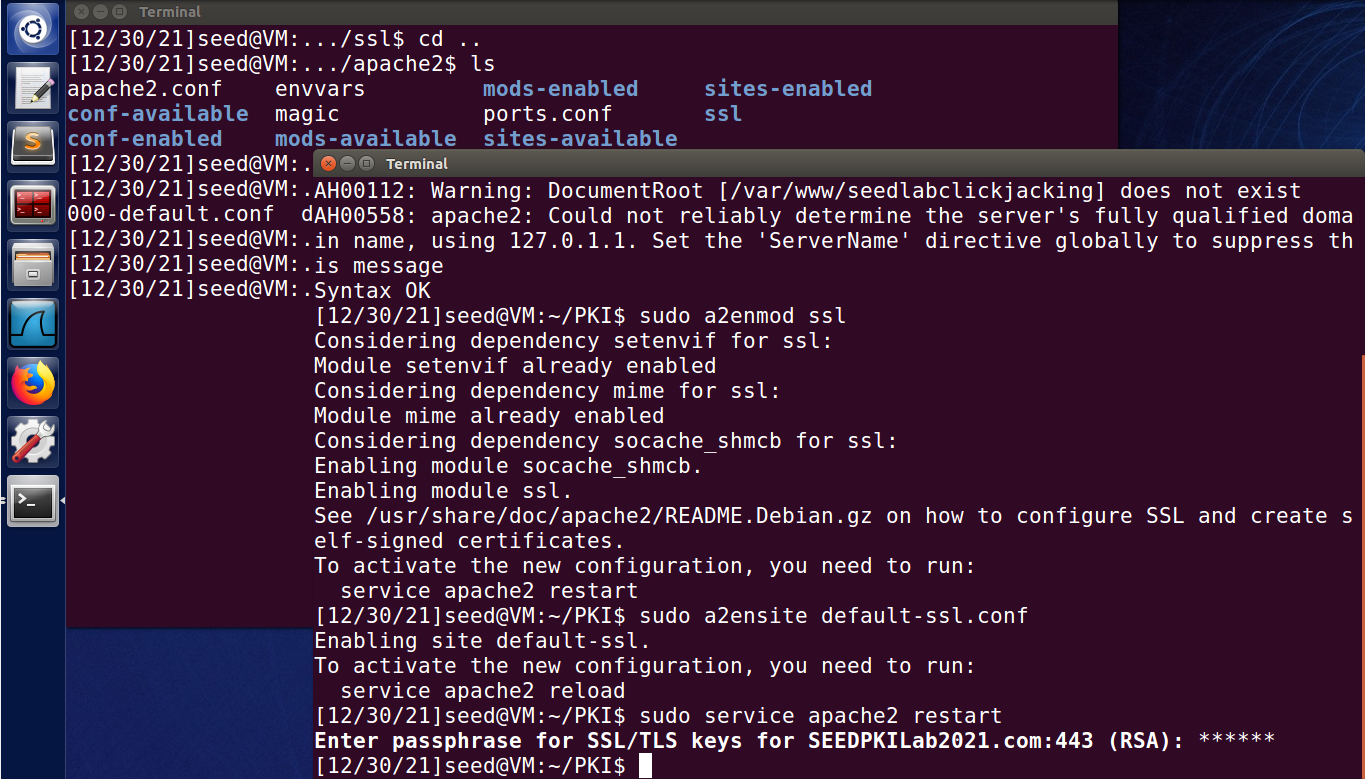 Terminal
[12/30/21]seed@VM:.../ssl$ cd ..
[12/30/21]seed@VM:.../apache2$ ls
apache2.conf envvars mods-enabled sites-enabled
conf-available magic ports.conf ssl
conf-enabled mods-available sites-available
[12/30/21]seed@VM:.
[12/30/21]seed@VM:.
000-default.conf d
[12/30/21]seed@VM:.
[12/30/21]seed@VM:.
[12/30/21]seed@VM:.
Terminal
AH00112: Warning: DocumentRoot [/var/www/seedlabclickjacking] does not exist
AH00558: apache2: Could not reliably determine the server's fully qualified doma
in name, using 127.0.1.1. Set the 'ServerName' directive globally to suppress th
is message
Syntax OK
[12/30/21]seed@VM:~/PKI$ sudo a2enmod ssl
Considering dependency setenvif for ssl:
Module setenvif already enabled
Considering dependency mime for ssl:
Module mime already enabled
Considering dependency socache_shmcb for ssl:
Enabling module socache_shmcb.
Enabling module ssl.
See /usr/share/doc/apache2/README.Debian.gz on how to configure SSL and create s
elf-signed certificates.
To activate the new configuration, you need to run:
  service apache2 restart
[12/30/21]seed@VM:~/PKI$ sudo a2ensite default-ssl.conf
Enabling site default-ssl.
To activate the new configuration, you need to run:
  service apache2 reload
[12/30/21]seed@VM:~/PKI$ sudo service apache2 restart
Enter passphrase for SSL/TLS keys for SEEDPKILab2021.com:443 (RSA): ******
[12/30/21]seed@VM:~/PKI$